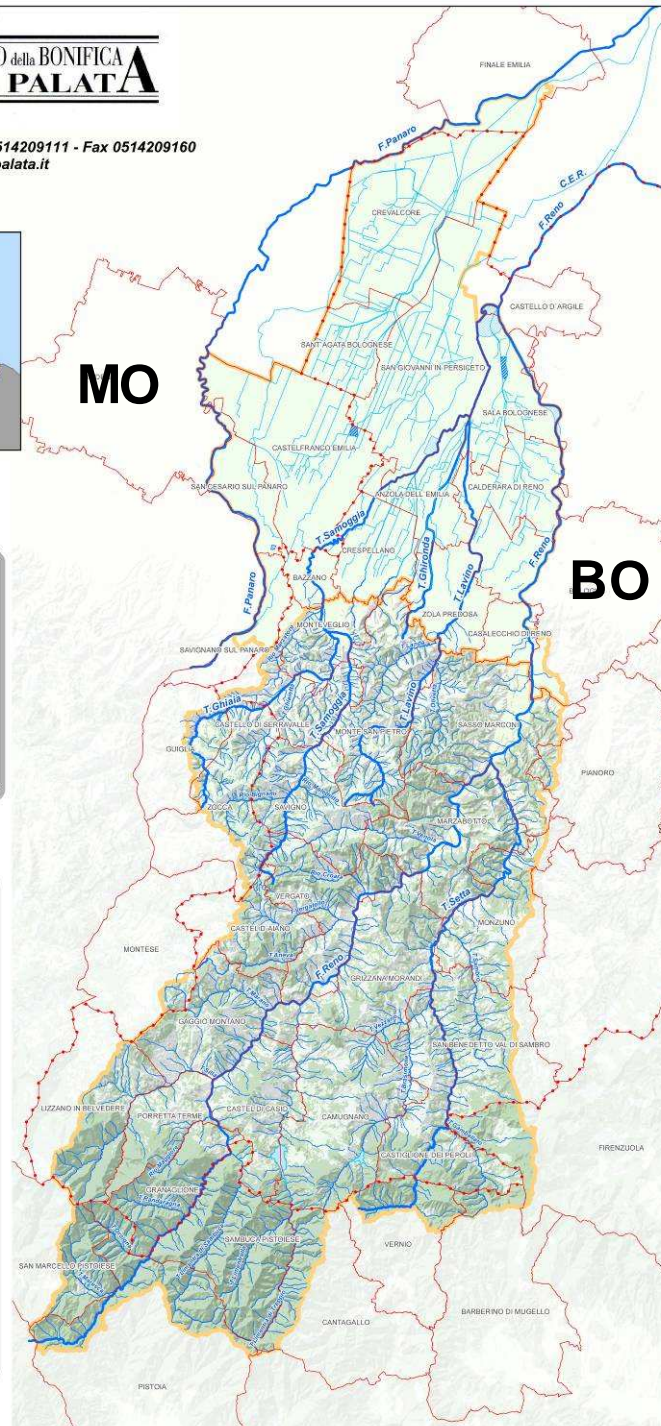 O della BONIFICA
PALATA
514209111 - Fax 0514209160
palata.it
FINALE EMILIA
F.Panaro
C.E.R.
F.Reno
CREVALCORE
CASTELLO D'ARGILE
SANT'AGATA BOLOGNESE
SAN GIOVANNI IN PERSICETO
MO
SALA BOLOGNESE
CASTELFRANCO EMILIA
SAN CESARIO SUL PANARO
CALDERARA DI RENO
ANZOLA DELL'EMILIA
T.Samoggia
CRESPELLANO
T.Ghironda
T.Lavino
F.Reno
BO
BAZZANO
F.Panaro
ZOLA PREDOSA
MONTEVEGLIO
CASALECCHIO DI RENO
SAVIGNANO SUL PANARO
T.Ghiaia
T.Samoggia
T.Lavino
CASTELLO DI SERRAVALLE
MONTE SAN PIETRO
SASSO MARCONI
GUIGLIA
PIANORO
ZOCCA
SAVIGNO
MARZABOTTO
VERGATO
T.Setta
CASTEL D'AIANO
MONZUNO
MONTESE
F.Reno
GRIZZANA MORANDI
GAGGIO MONTANO
SAN BENEDETTO VAL DI SAMBRO
LIZZANO IN BELVEDERE
PORRETTA TERME
CASTEL DI CASIO
CAMUGNANO
CASTIGLIONE DEI PEPOLI
FIRENZUOLA
GRANAGLIONE
SAMBUCA PISTOIESE
VERNIO
SAN MARCELLO PISTOIESE
CANTAGALLO
BARBERINO DI MUGELLO
PISTOIA